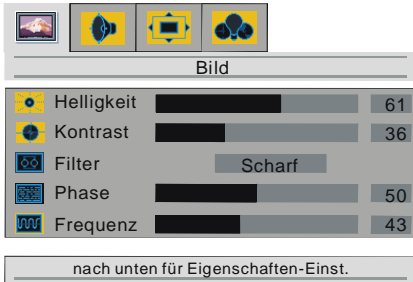 Bild
Helligkeit 61
Kontrast 36
Filter Scharf
Phase 50
Frequenz 43
nach unten für Eigenschaften-Einst.